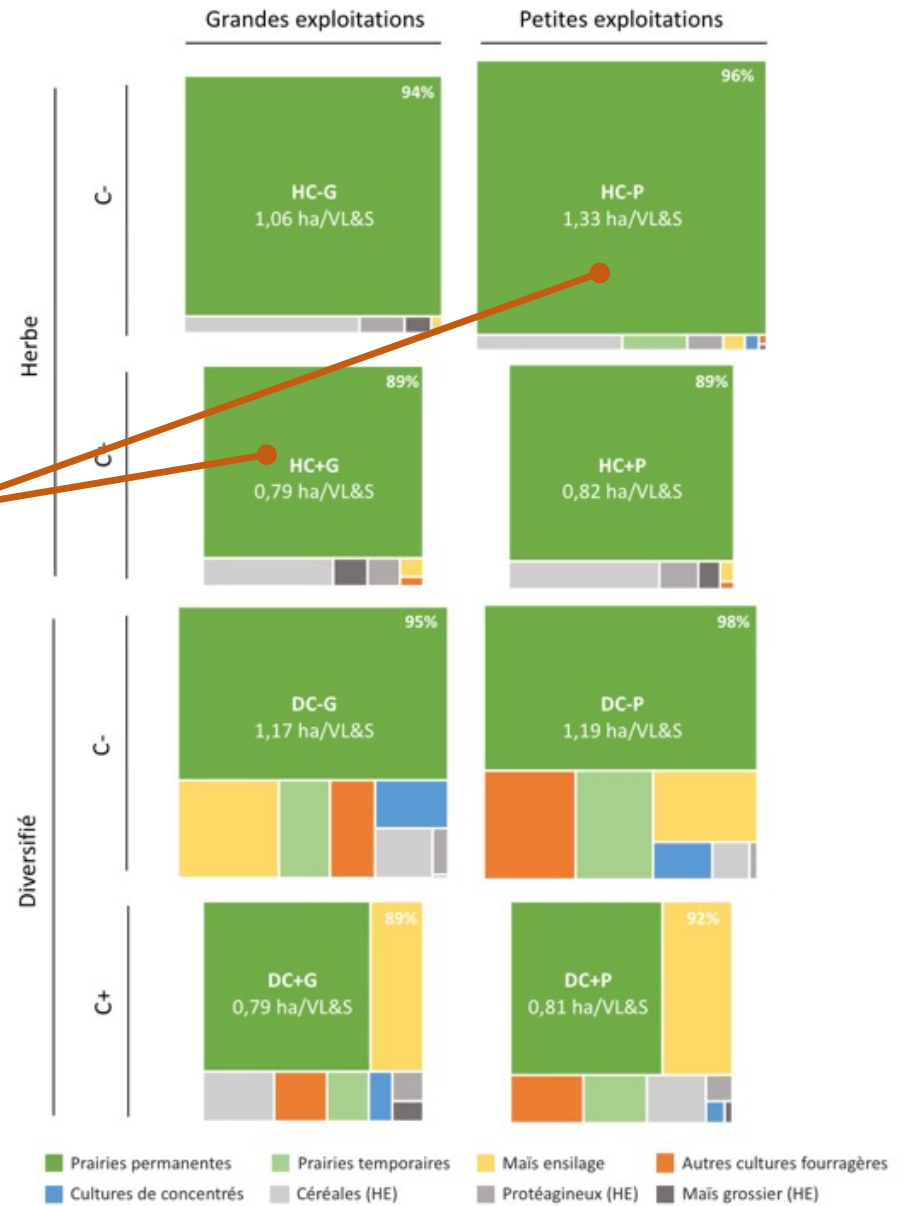 Grandes exploitations
Petites exploitations
Herbe
C-
94%
HC-G
1,06 ha/VL&S
96%
HC-P
1,33 ha/VL&S
C+
89%
HC+G
0,79 ha/VL&S
89%
HC+P
0,82 ha/VL&S
Diversifié
C-
95%
DC-G
1,17 ha/VL&S
98%
DC-P
1,19 ha/VL&S
C+
89%
DC+G
0,79 ha/VL&S
92%
DC+P
0,81 ha/VL&S
Prairies permanentes
Prairies temporaires
Maïs ensilage
Autres cultures fourragères
Cultures de concentrés
Céréales (HE)
Protéagineux (HE)
Maïs grossier (HE)